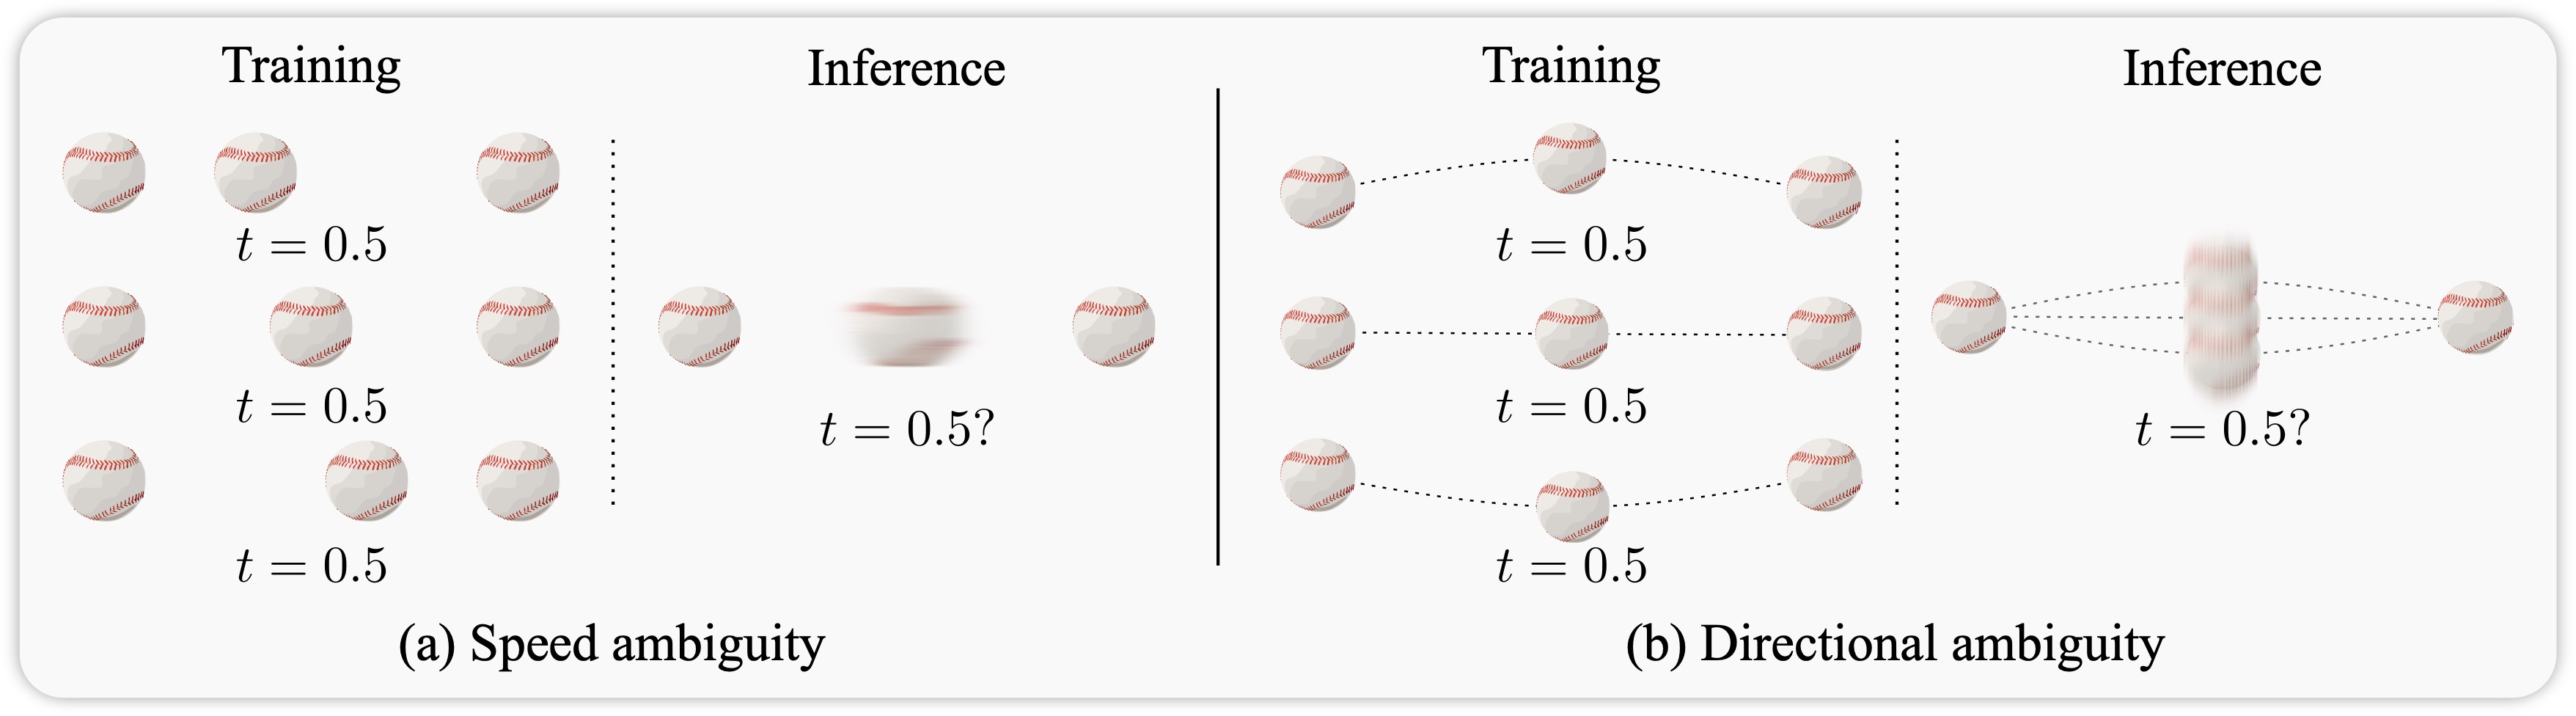 Training
Inference
t = 0.5
t = 0.5
t = 0.5
t = 0.5?
(a) Speed ambiguity
Training
Inference
t = 0.5
t = 0.5
t = 0.5
t = 0.5?
(b) Directional ambiguity